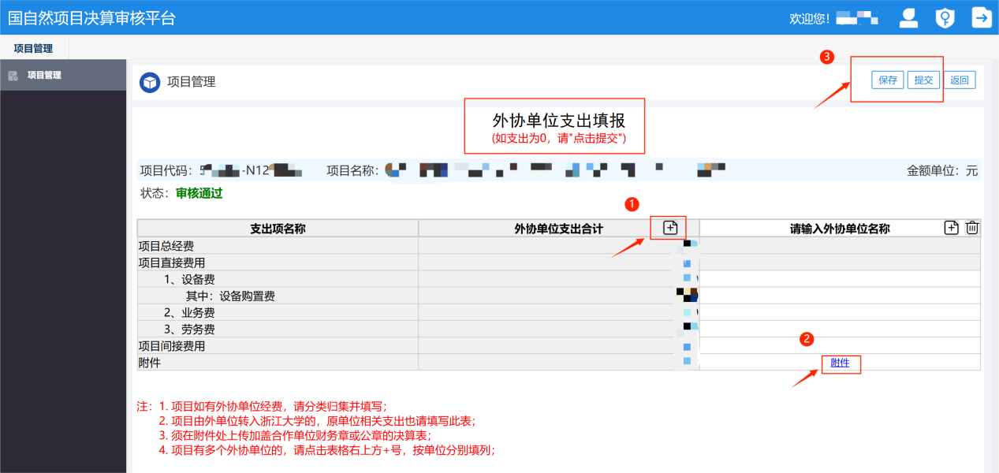 国自然项目决算审核平台
欢迎您!
项目管理
项目管理
项目管理
3
保存 提交 返回
外协单位支出填报
(如支出为0，请"点击提交")
项目代码: -N12 项目名称: 金额单位: 元
状态: 审核通过
1
支出项名称 外协单位支出合计 请输入外协单位名称
项目总经费
项目直接费用
1、设备费
其中: 设备购置费
2、业务费
3、劳务费
项目间接费用
2
附件 附件
注: 1. 项目如有外协单位经费，请分类归集并填写;
2. 项目由外单位转入浙江大学的，原单位相关支出也请填写此表;
3. 须在附件处上传加盖合作单位财务章或公章的决算表;
4. 项目有多个外协单位的，请点击表格右上方+号，按单位分别填列;